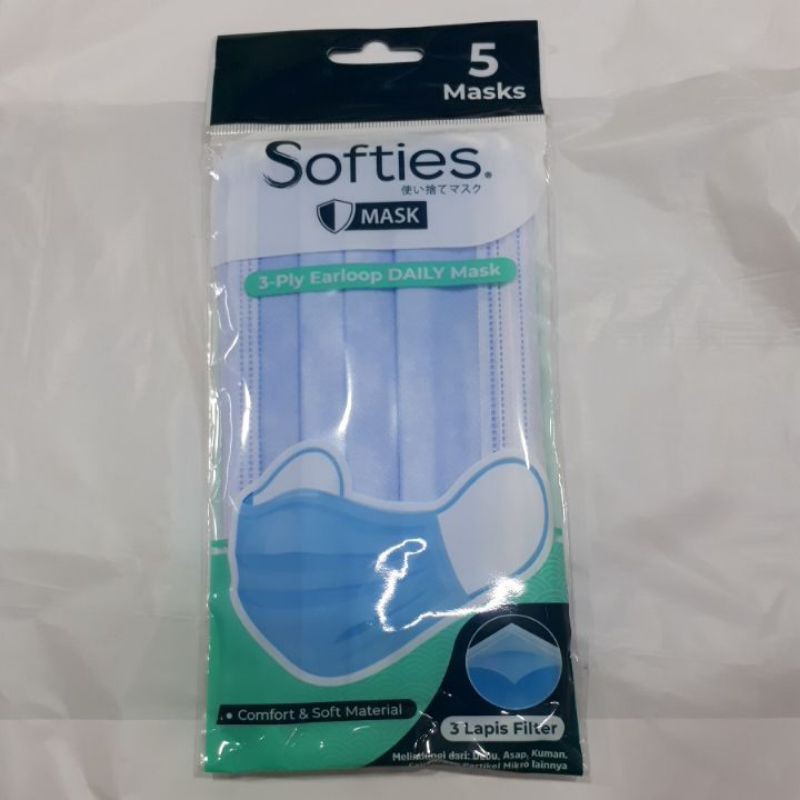 5
Masks
Softies®
使い捨てマスク
MASK
3-Ply Earloop DAILY Mask
• Comfort & Soft Material
3 Lapis Filter
Melindungi dari: Debu, Asap, Kuman,
Partikel Mikro lainnya